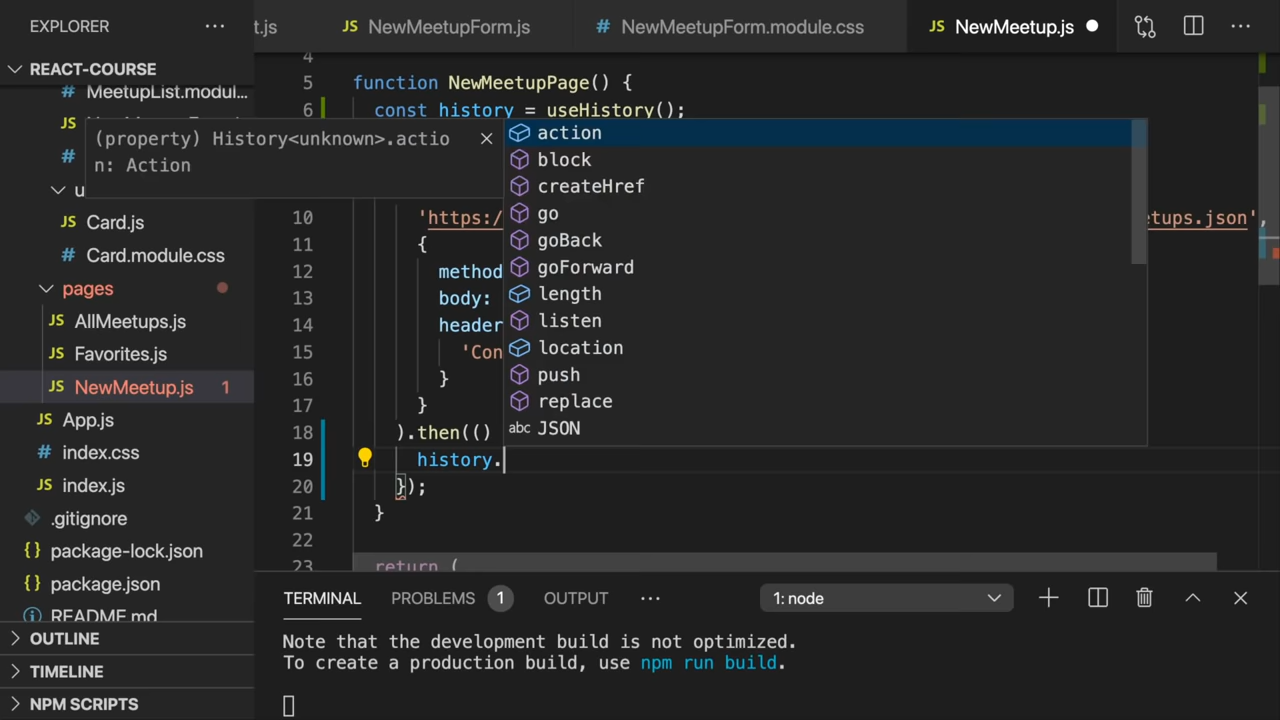 EXPLORER
t.js
JS NewMeetupForm.js
# NewMeetupForm.module.css
JS NewMeetup.js
REACT-COURSE
# MeetupList.modul...
JS
#
u
JS Card.js
# Card.module.css
pages
JS AllMeetups.js
JS Favorites.js
JS NewMeetup.js 1
JS App.js
# index.css
JS index.js
.gitignore
{} package-lock.json
{} package.json
README.md
OUTLINE
TIMELINE
NPM SCRIPTS
4
5 function NewMeetupPage() {
6 const history = useHistory();
(property) History<unknown>.actio
n: Action
action
block
createHref
go
goBack
goForward
length
listen
location
push
replace
abc JSON
10 'https:/ etups.json',
11 {
12 method
13 body:
14 header
15 'Con
16 }
17 }
18 ).then(()
19 history.
20 });
21 }
22
23 return (
TERMINAL PROBLEMS 1 OUTPUT ··· 1: node
Note that the development build is not optimized.
To create a production build, use npm run build.